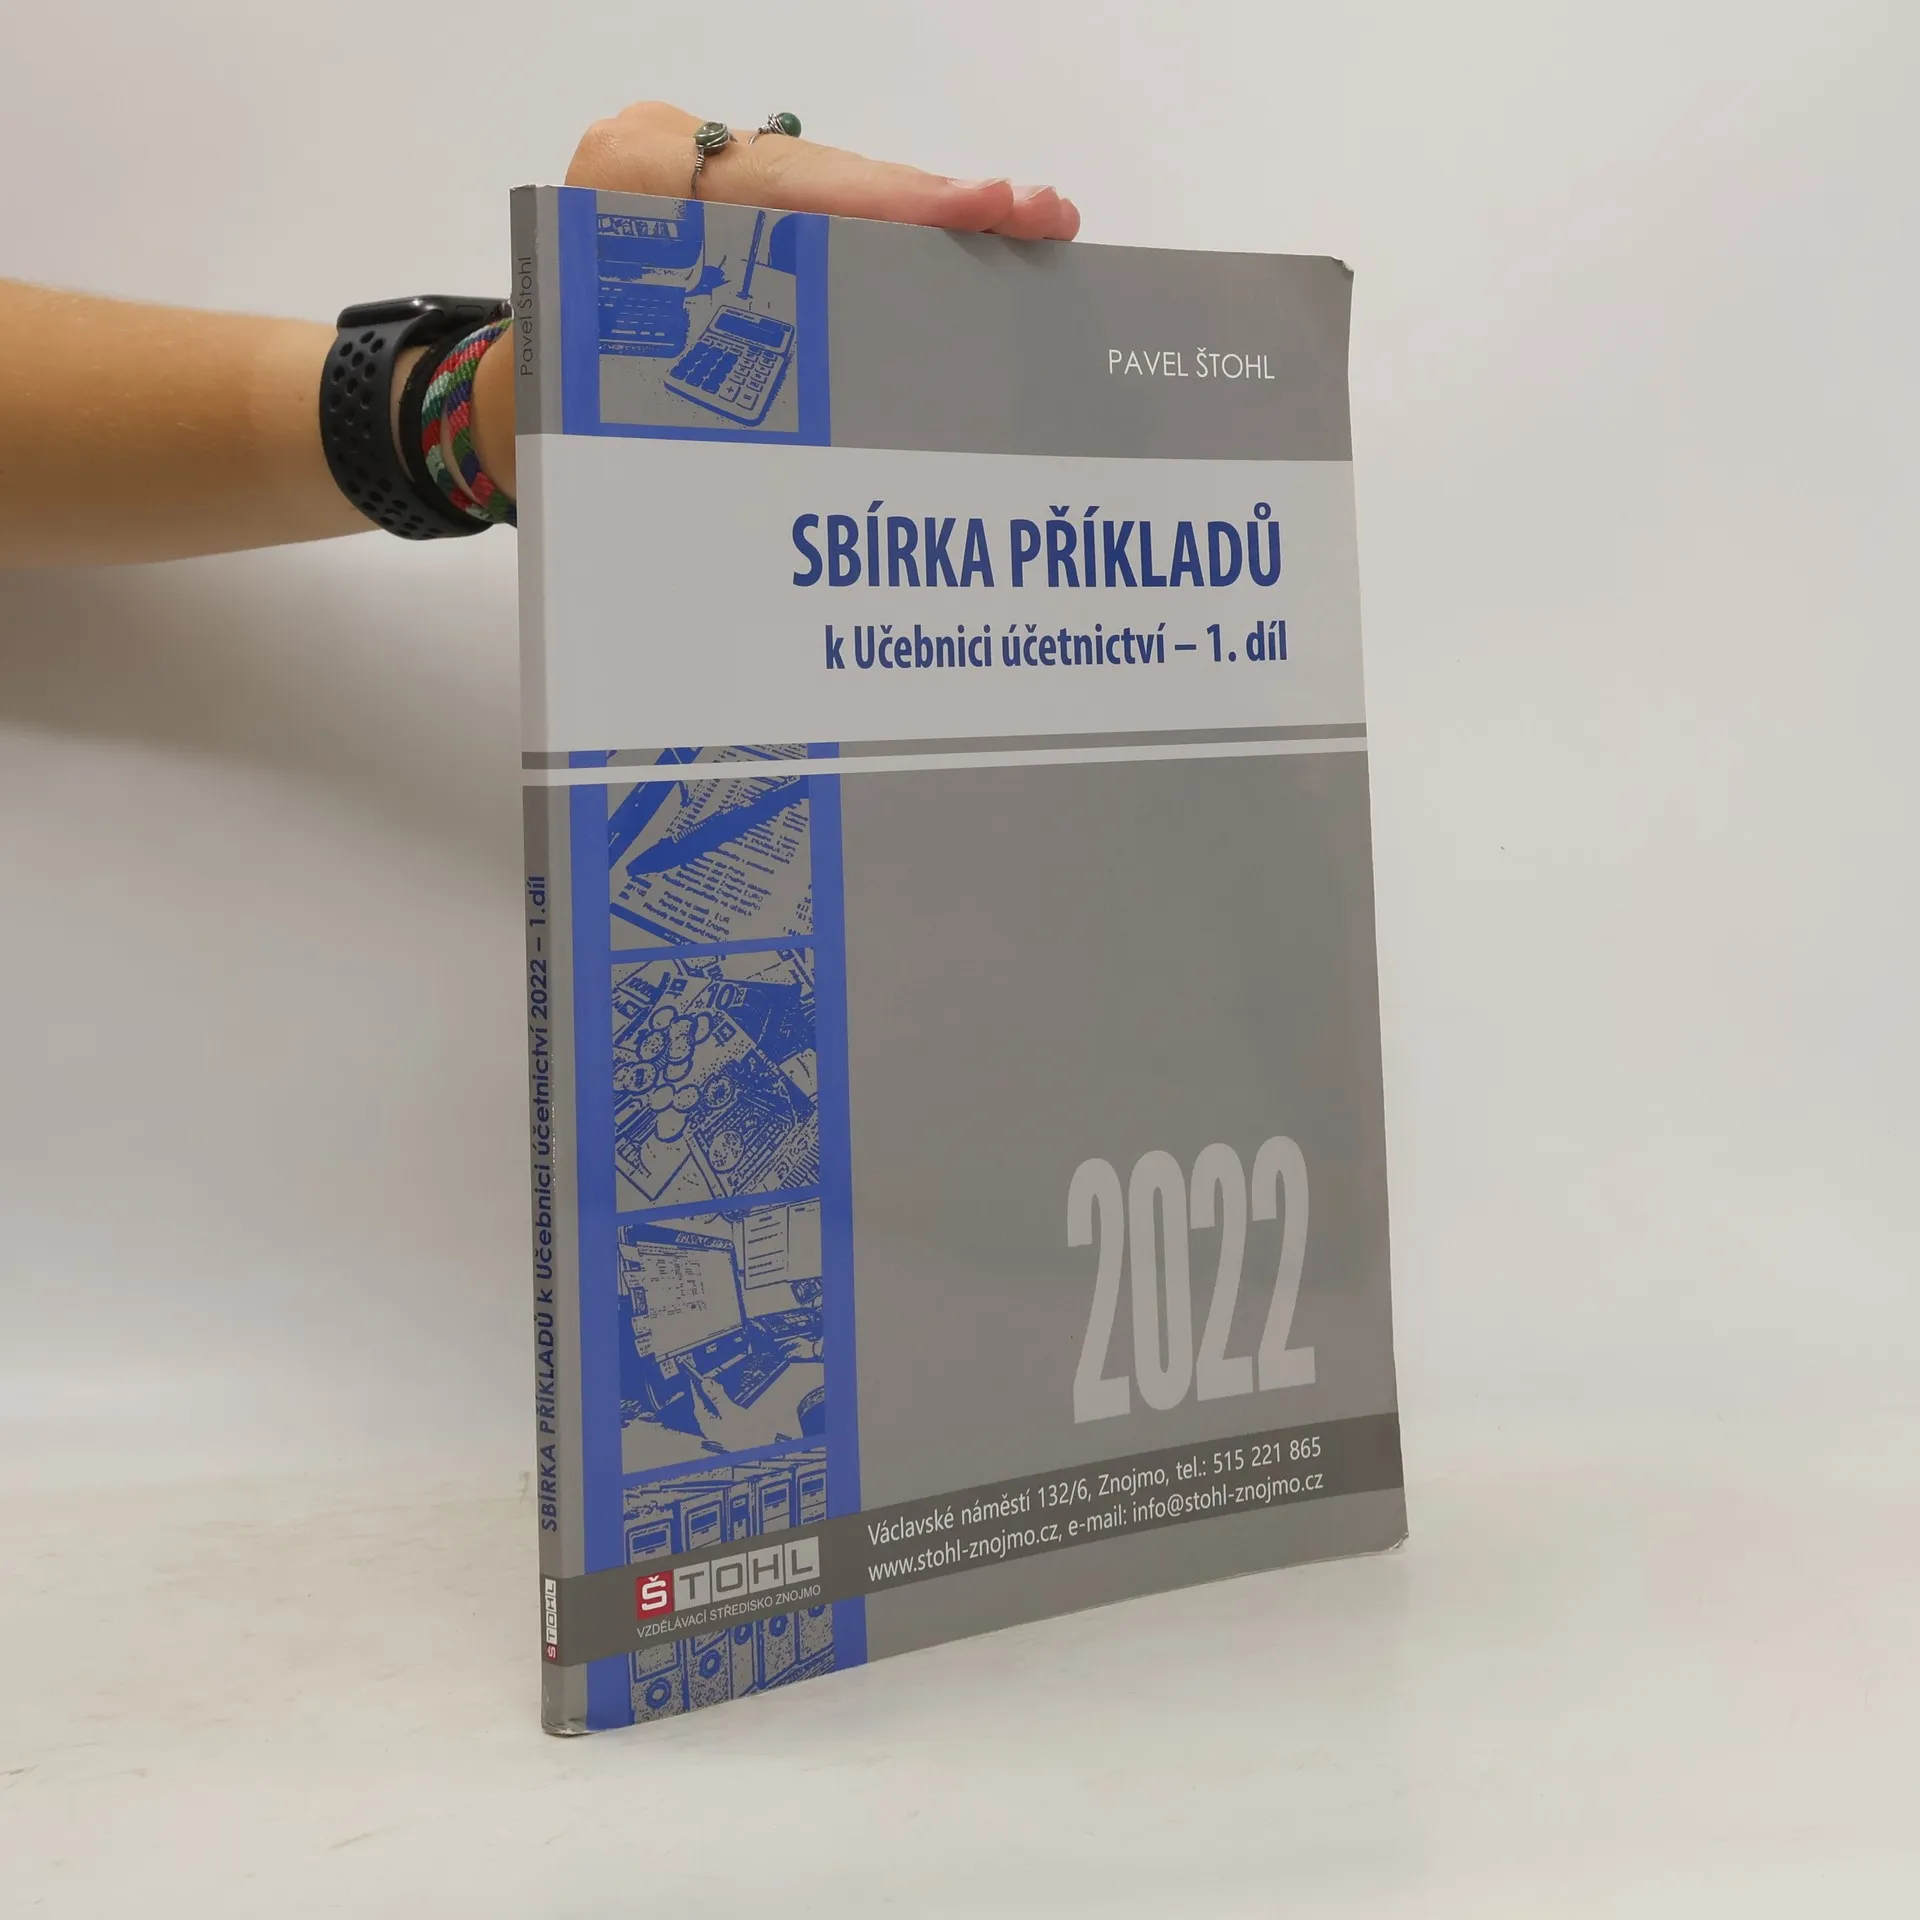 PAVEL ŠTOHL
SBÍRKA PŘÍKLADŮ
k Učebnici účetnictví – 1. díl
2022
Václavské náměstí 132/6, Znojmo, tel.: 515 221 865
www.stohl-znojmo.cz, e-mail: info@stohl-znojmo.cz
ŠTOHL
VZDĚLÁVACÍ STŘEDISKO ZNOJMO
Pavel Štohl
SBÍRKA PŘÍKLADŮ k Učebnici účetnictví 2022 – 1.díl
ŠTOHL